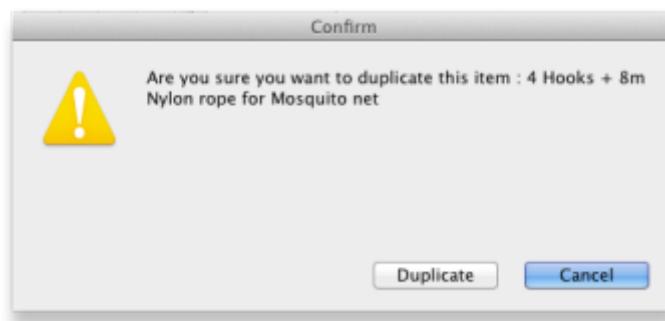 Confirm
Are you sure you want to duplicate this item : 4 Hooks + 8m
Nylon rope for Mosquito net
Duplicate
Cancel